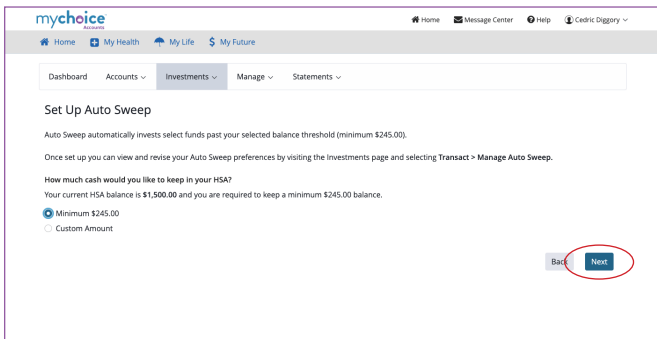 mychoice
Accounts
Home Message Center Help Cedric Diggory
Home My Health My Life My Future
Dashboard Accounts Investments Manage Statements
Set Up Auto Sweep
Auto Sweep automatically invests select funds past your selected balance threshold (minimum $245.00).
Once set up you can view and revise your Auto Sweep preferences by visiting the Investments page and selecting Transact > Manage Auto Sweep.
How much cash would you like to keep in your HSA?
Your current HSA balance is $1,500.00 and you are required to keep a minimum $245.00 balance.
Minimum $245.00
Custom Amount
Back Next